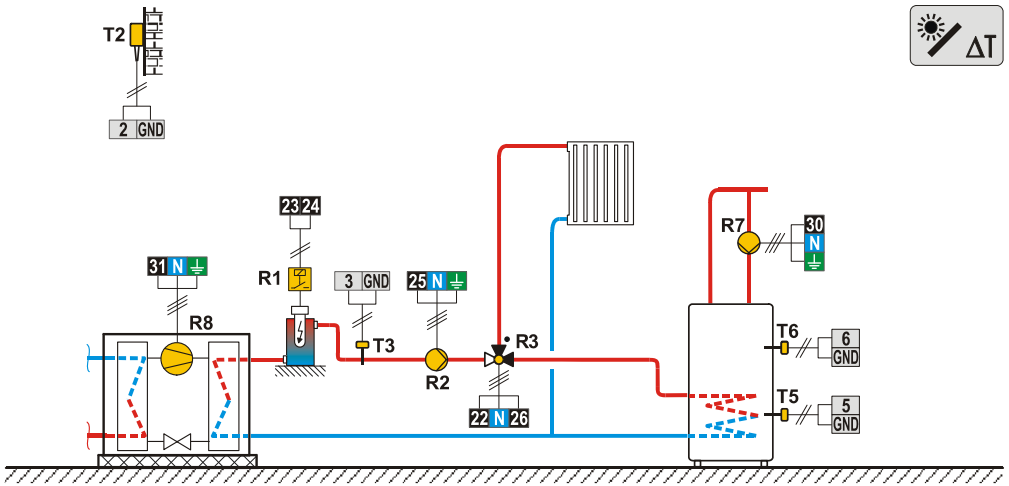 T2
ΔT
2 GND
23 24
R7
30
N
31 N
R1
3 GND
25 N
R8
T3
R3
T6
6
GND
R2
T5
22 N 26
5
GND